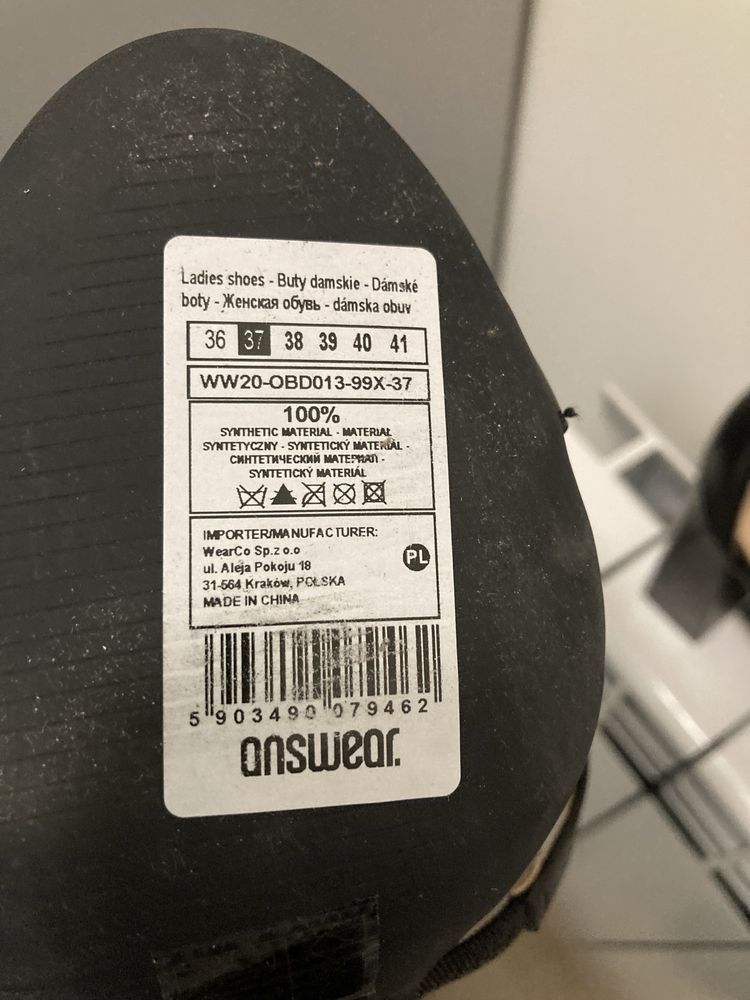 Ladies shoes - Buty damskie - Dámské
boty - Женская обувь - dámska obuv
36 37 38 39 40 41
WW20-OBD013-99X-37
100%
SYNTHETIC MATERIAL - MATERIAŁ
SYNTETYCZNY - SYNTETICKÝ MATERIÁL -
СИНТЕТИЧЕСКИЙ МАТЕРИАЛ -
SYNTETICKÝ MATERIÁL
IMPORTER/MANUFACTURER:
WearCo Sp.z o.o
ul. Aleja Pokoju 18
31-564 Kraków, POLSKA
MADE IN CHINA
PL
5 903490 079462
answear.